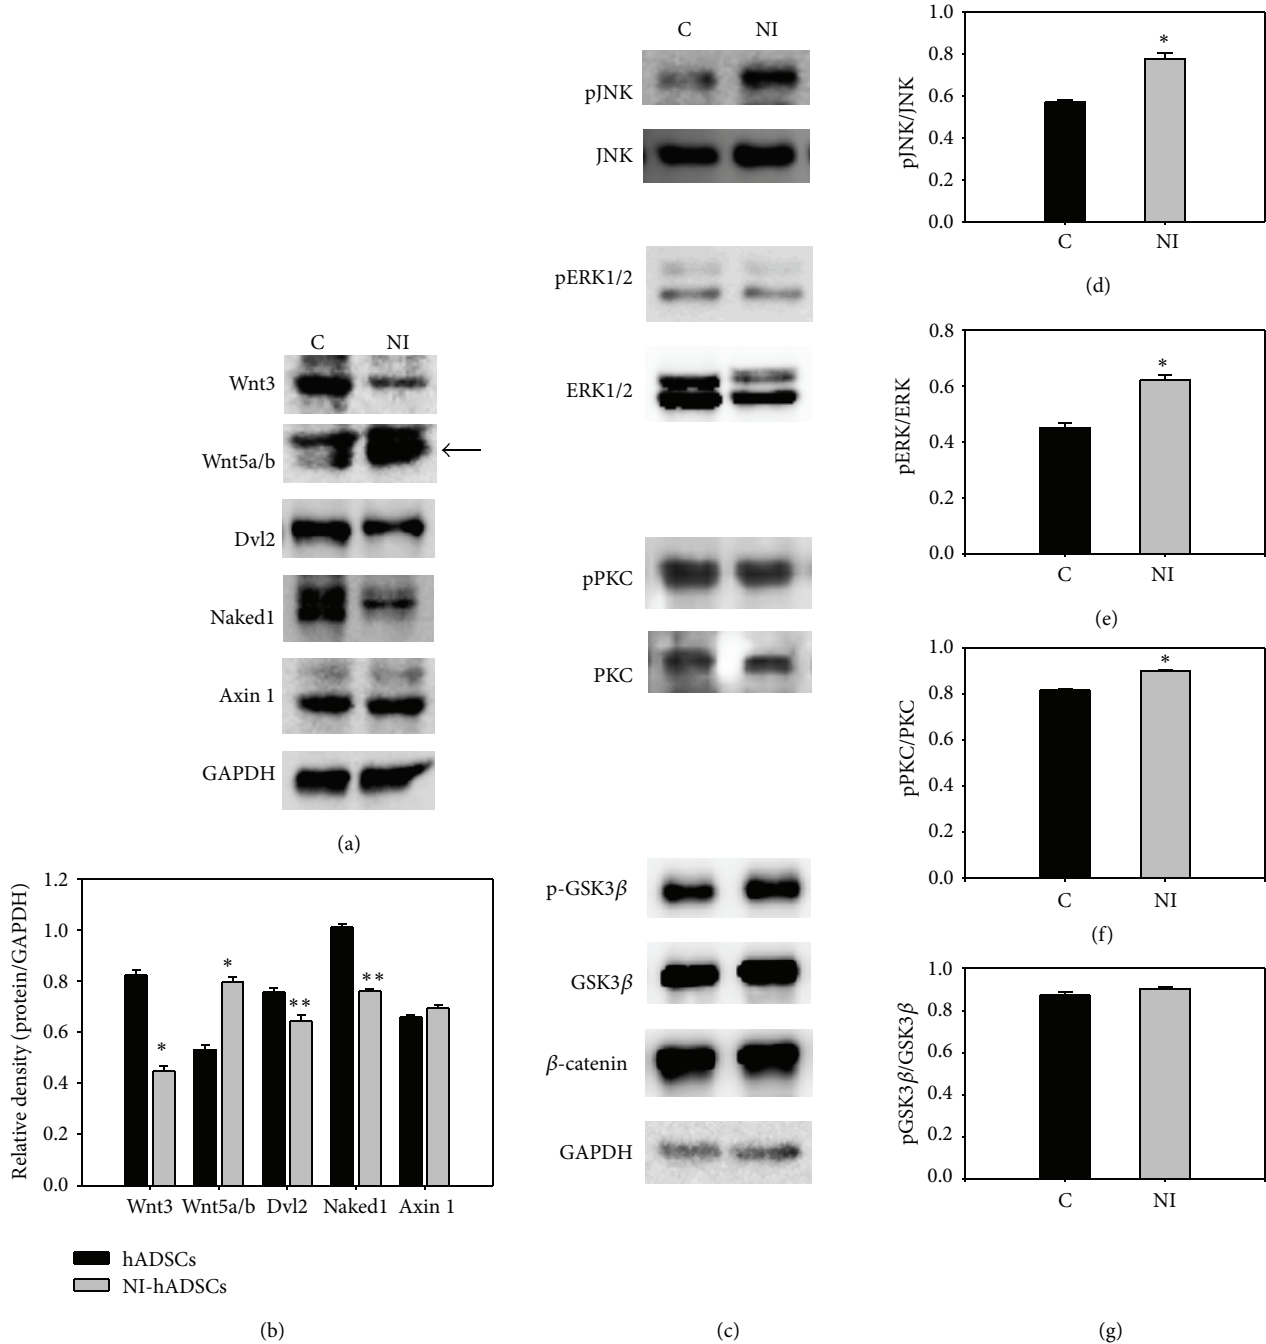 C NI
Wnt3
Wnt5a/b
Dvl2
Naked1
Axin 1
GAPDH
(a)
Relative density (protein/GAPDH)
1.2
1.0
0.8
0.6
0.4
0.2
0.0
* * ** **
Wnt3 Wnt5a/b Dvl2 Naked1 Axin 1
hADSCs
NI-hADSCs
(b)
C NI
pJNK
JNK
pERK1/2
ERK1/2
pPKC
PKC
p-GSK3β
GSK3β
β-catenin
GAPDH
(c)
pJNK/JNK
1.0
0.8
0.6
0.4
0.2
0.0
*
C NI
(d)
pERK/ERK
0.8
0.6
0.4
0.2
0.0
*
C NI
(e)
pPKC/PKC
1.0
0.8
0.6
0.4
0.2
0.0
*
C NI
(f)
pGSK3β/GSK3β
1.0
0.8
0.6
0.4
0.2
0.0
C NI
(g)